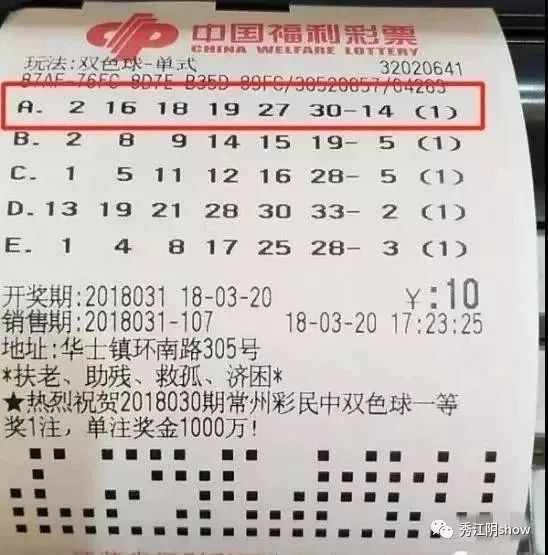 中国福利彩票
CHINA WELFARE LOTTERY
玩法:双色球-单式 32020641
87AF-76FC-8D7E-B35D-89FC/30520857/84283
A. 2 16 18 19 27 30-14 (1)
B. 2 8 9 14 15 19- 5 (1)
C. 1 5 11 12 16 28- 5 (1)
D.13 19 21 28 30 33- 2 (1)
E. 1 4 8 17 25 28- 3 (1)
开奖期:2018031 18-03-20 ¥:10
销售期:2018031-107 18-03-20 17:23:25
地址:华士镇环南路305号
*扶老、助残、救孤、济困*
★热烈祝贺2018030期常州彩民中双色球一等
奖1注,单注奖金1000万!
秀江阴show